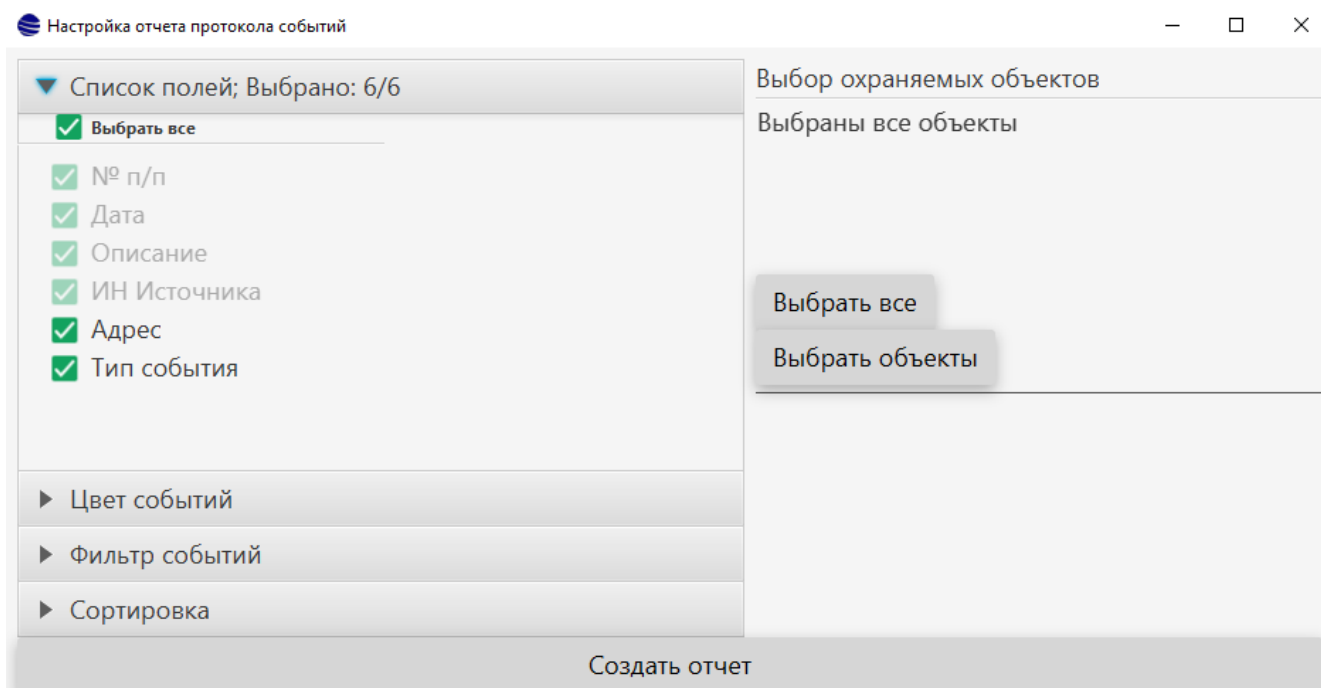 Настройка отчета протокола событий
Список полей; Выбрано: 6/6
Выбрать все
№ п/п
Дата
Описание
ИН Источника
Адрес
Тип события
Цвет событий
Фильтр событий
Сортировка
Выбор охраняемых объектов
Выбраны все объекты
Выбрать все
Выбрать объекты
Создать отчет